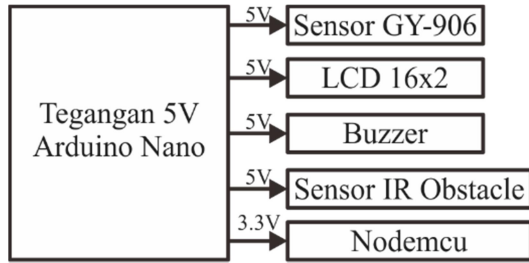 Tegangan 5V
Arduino Nano
5V
Sensor GY-906
5V
LCD 16x2
5V
Buzzer
5V
Sensor IR Obstacle
3.3V
Nodemcu